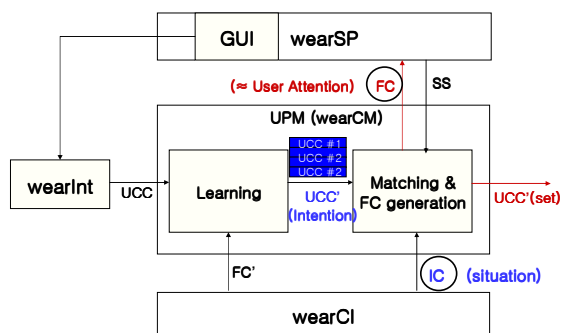 GUI wearSP
(≈ User Attention) FC SS
UPM (wearCM)
UCC #1
UCC #2
UCC #2
wearInt UCC Learning UCC' Matching & UCC'(set)
(Intention) FC generation
FC' IC (situation)
wearCI